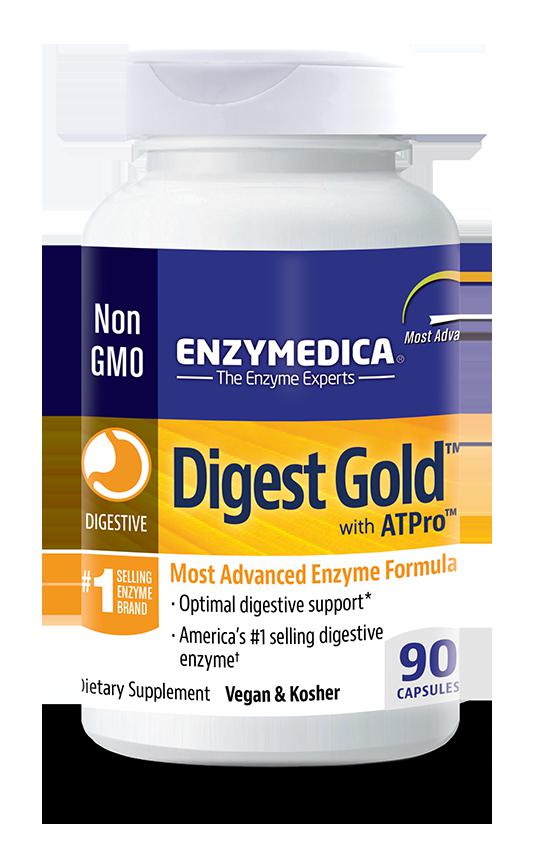 Non
GMO
ENZYMEDICA®
The Enzyme Experts
Most Adva
DIGESTIVE
Digest Gold™
with ATPro™
#1 SELLING
ENZYME
BRAND
Most Advanced Enzyme Formula
· Optimal digestive support*
· America's #1 selling digestive
enzyme†
90
CAPSULES
Dietary Supplement Vegan & Kosher